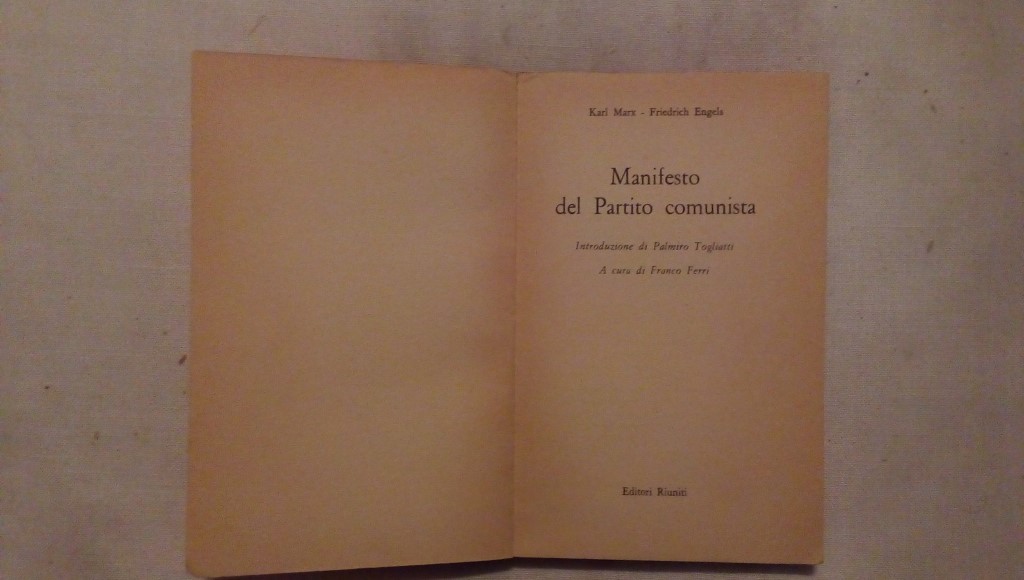 Karl Marx - Friedrich Engels
Manifesto
del Partito comunista
Introduzione di Palmiro Togliatti
A cura di Franco Ferri
Editori Riuniti